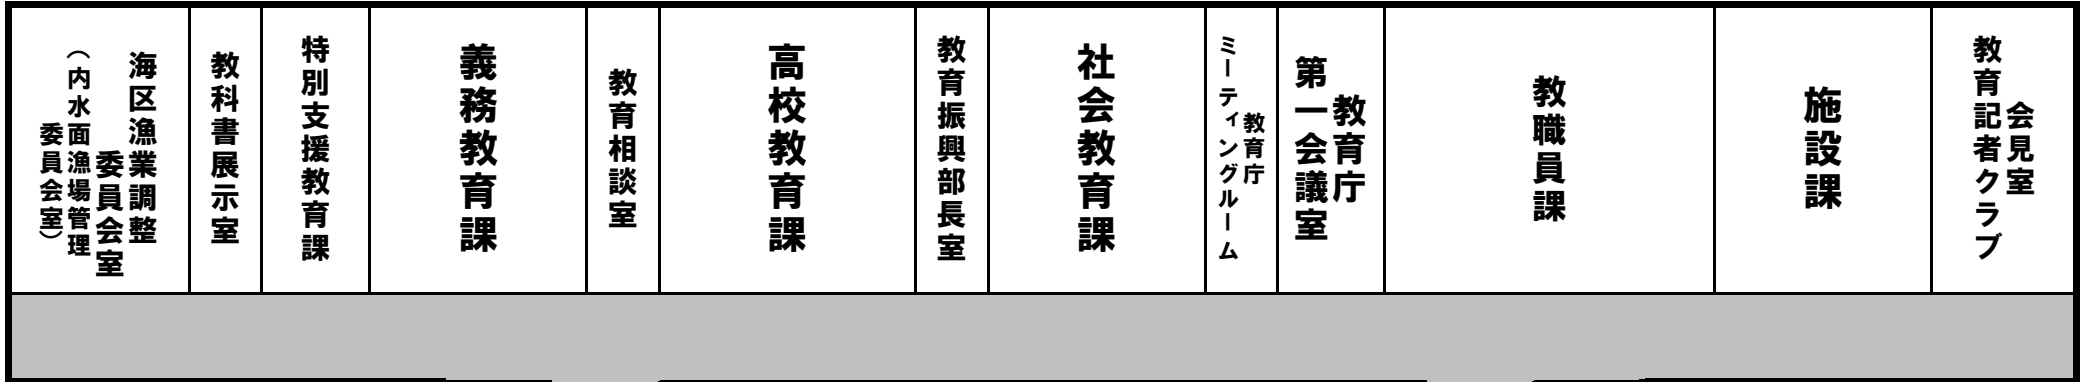 海区漁業調整
委員会室
（内水面漁場管理
委員会室）
教科書展示室
特別支援教育課
義務教育課
教育相談室
高校教育課
教育振興部長室
社会教育課
教育庁
ミーティングルーム
教育庁
第一会議室
教職員課
施設課
会見室
教育記者クラブ